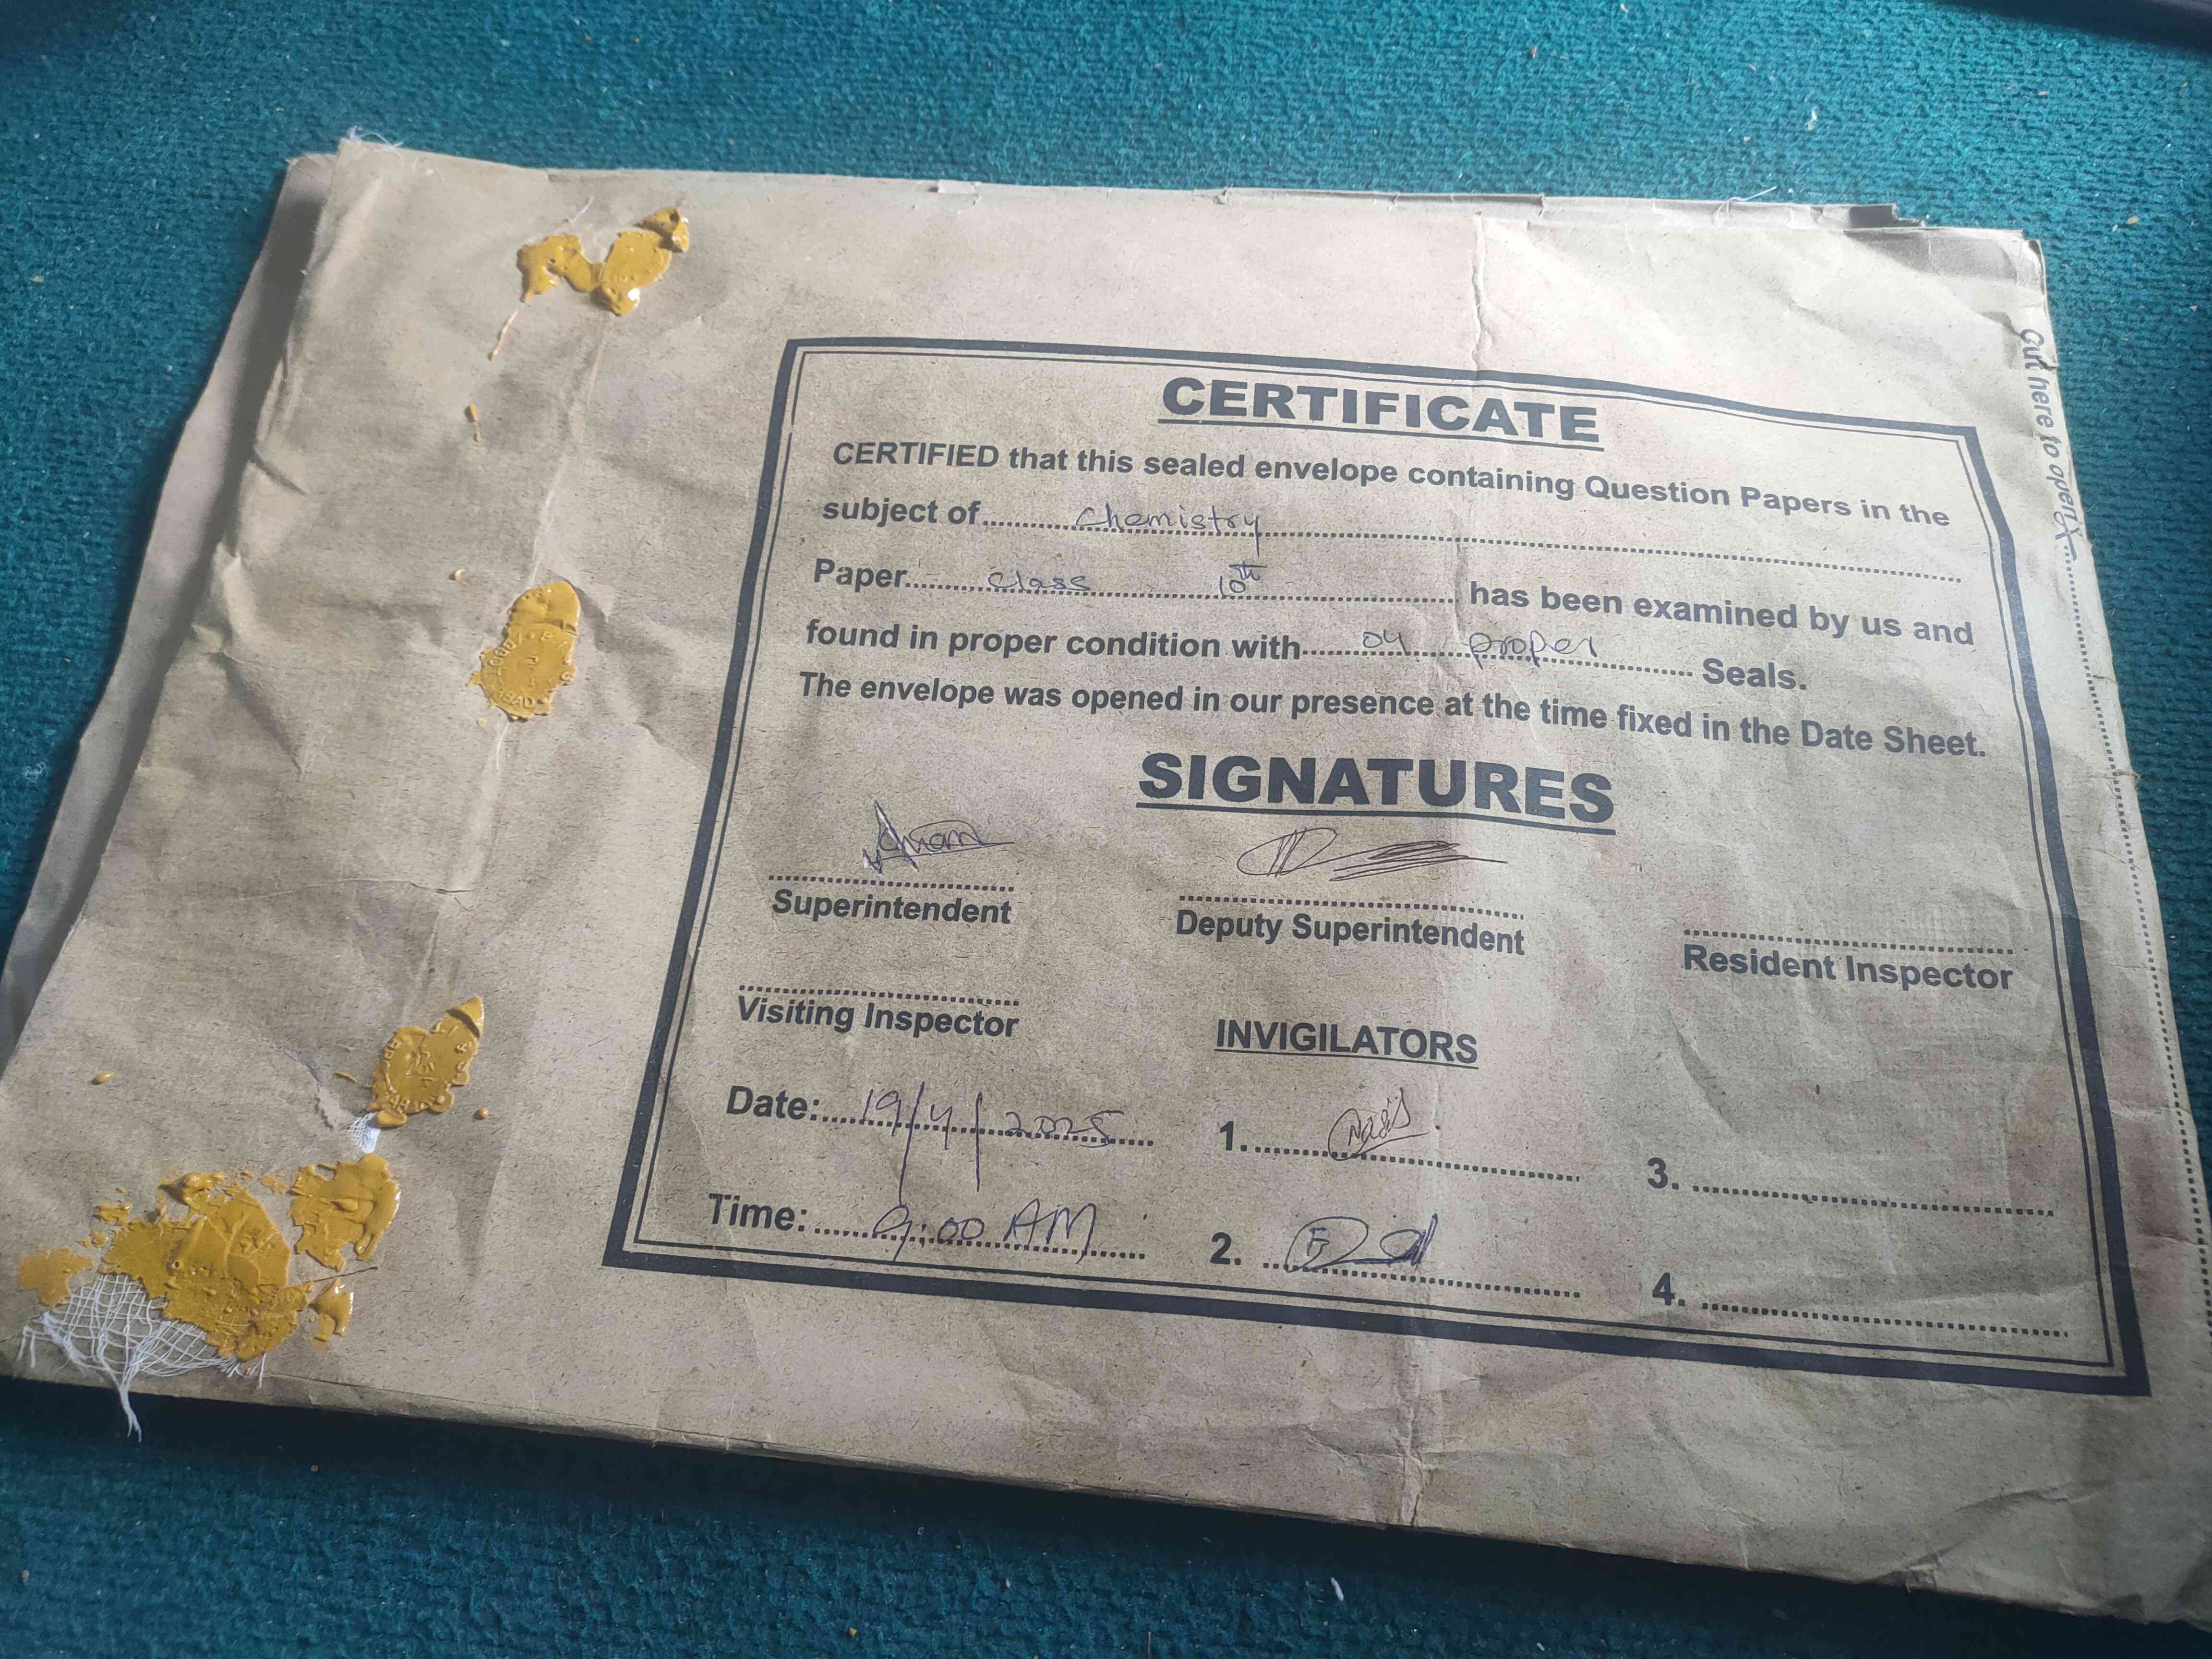 CERTIFICATE
CERTIFIED that this sealed envelope containing Question Papers in the
subject of Chemistry
Paper class 10th has been examined by us and
found in proper condition with 04 proper Seals.
The envelope was opened in our presence at the time fixed in the Date Sheet.
SIGNATURES
Superintendent
Deputy Superintendent
Resident Inspector
Visiting Inspector
INVIGILATORS
Date: 19/4/2025
1.
3.
Time: 9:00 AM
2.
4.
Cut here to open